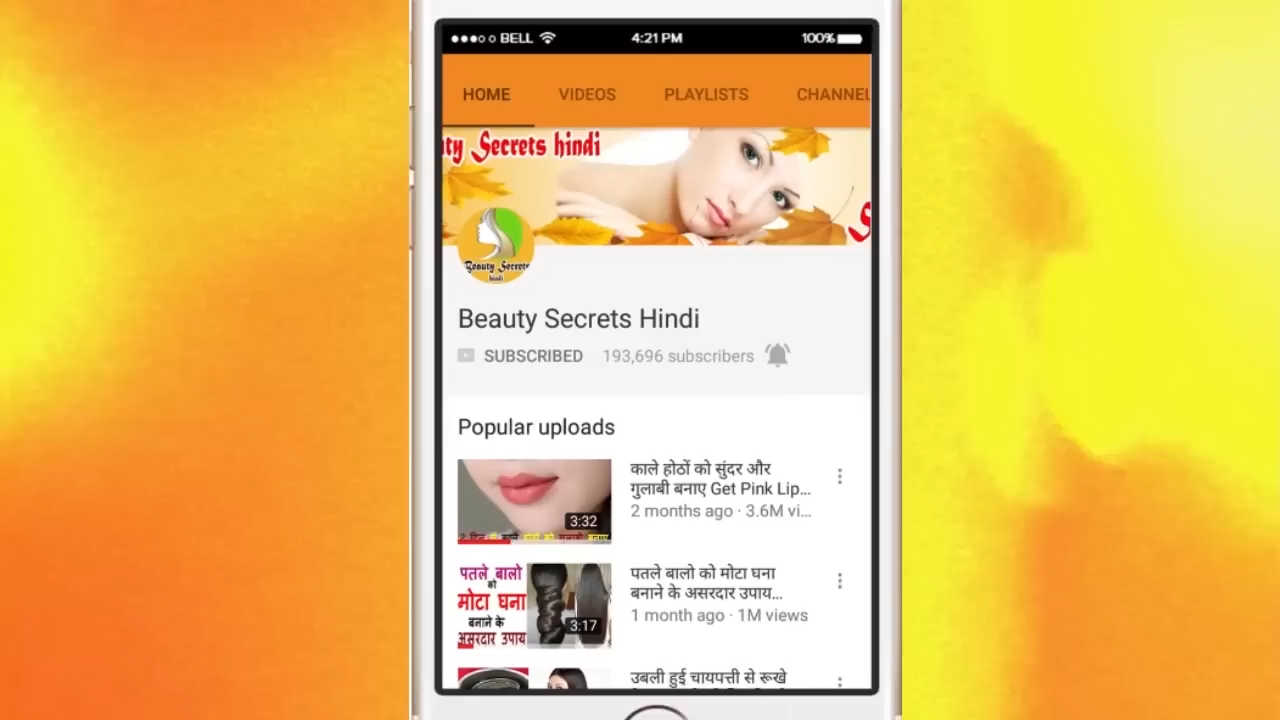 BELL
4:21 PM
100%
HOME
VIDEOS
PLAYLISTS
CHANNEL
ty Secrets hindi
S
Beauty Secrets
hindi
Beauty Secrets Hindi
SUBSCRIBED
193,696 subscribers
Popular uploads
3:32
काले होठों को सुंदर और
गुलाबी बनाए Get Pink Lip...
2 months ago · 3.6M vi...
पतले बालो
को
मोटा घना
बनाने के
असरदार उपाय
3:17
पतले बालो को मोटा घना
बनाने के असरदार उपाय...
1 month ago · 1M views
उबली हुई चायपत्ती से रूखे